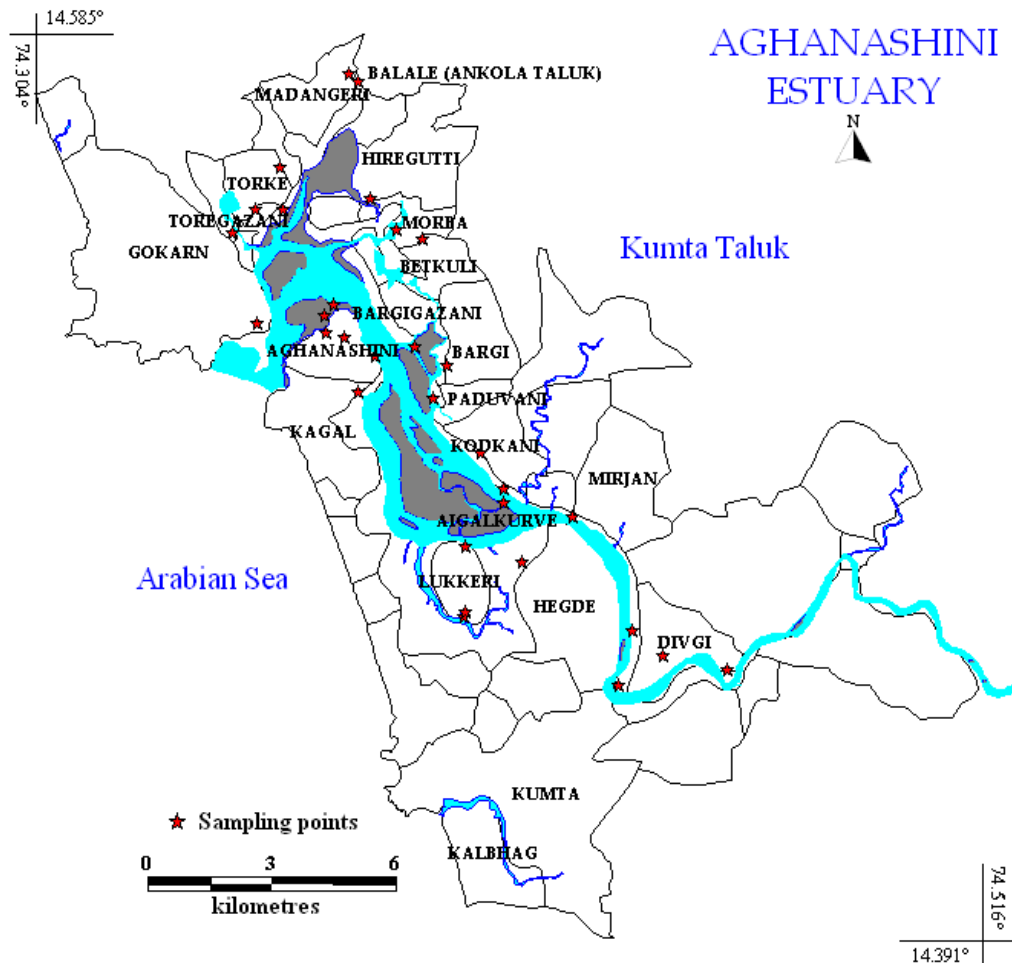 14.585°
74.304°
AGHANASHINI
ESTUARY
N
BALALE (ANKOLA TALUK)
MADANGERI
HIREGUTTI
TORKE
TOREGAZANI
MORBA
GOKARN
BETKULI
Kumta Taluk
BARGIGAZANI
AGHANASHINI
BARGI
PADUVANI
KAGAL
KODKANI
MIRJAN
AIGALKURVE
Arabian Sea
LUKKERI
HEGDE
DIVGI
KUMTA
Sampling points
KALBHAG
0 3 6
kilometres
74.516°
14.391°